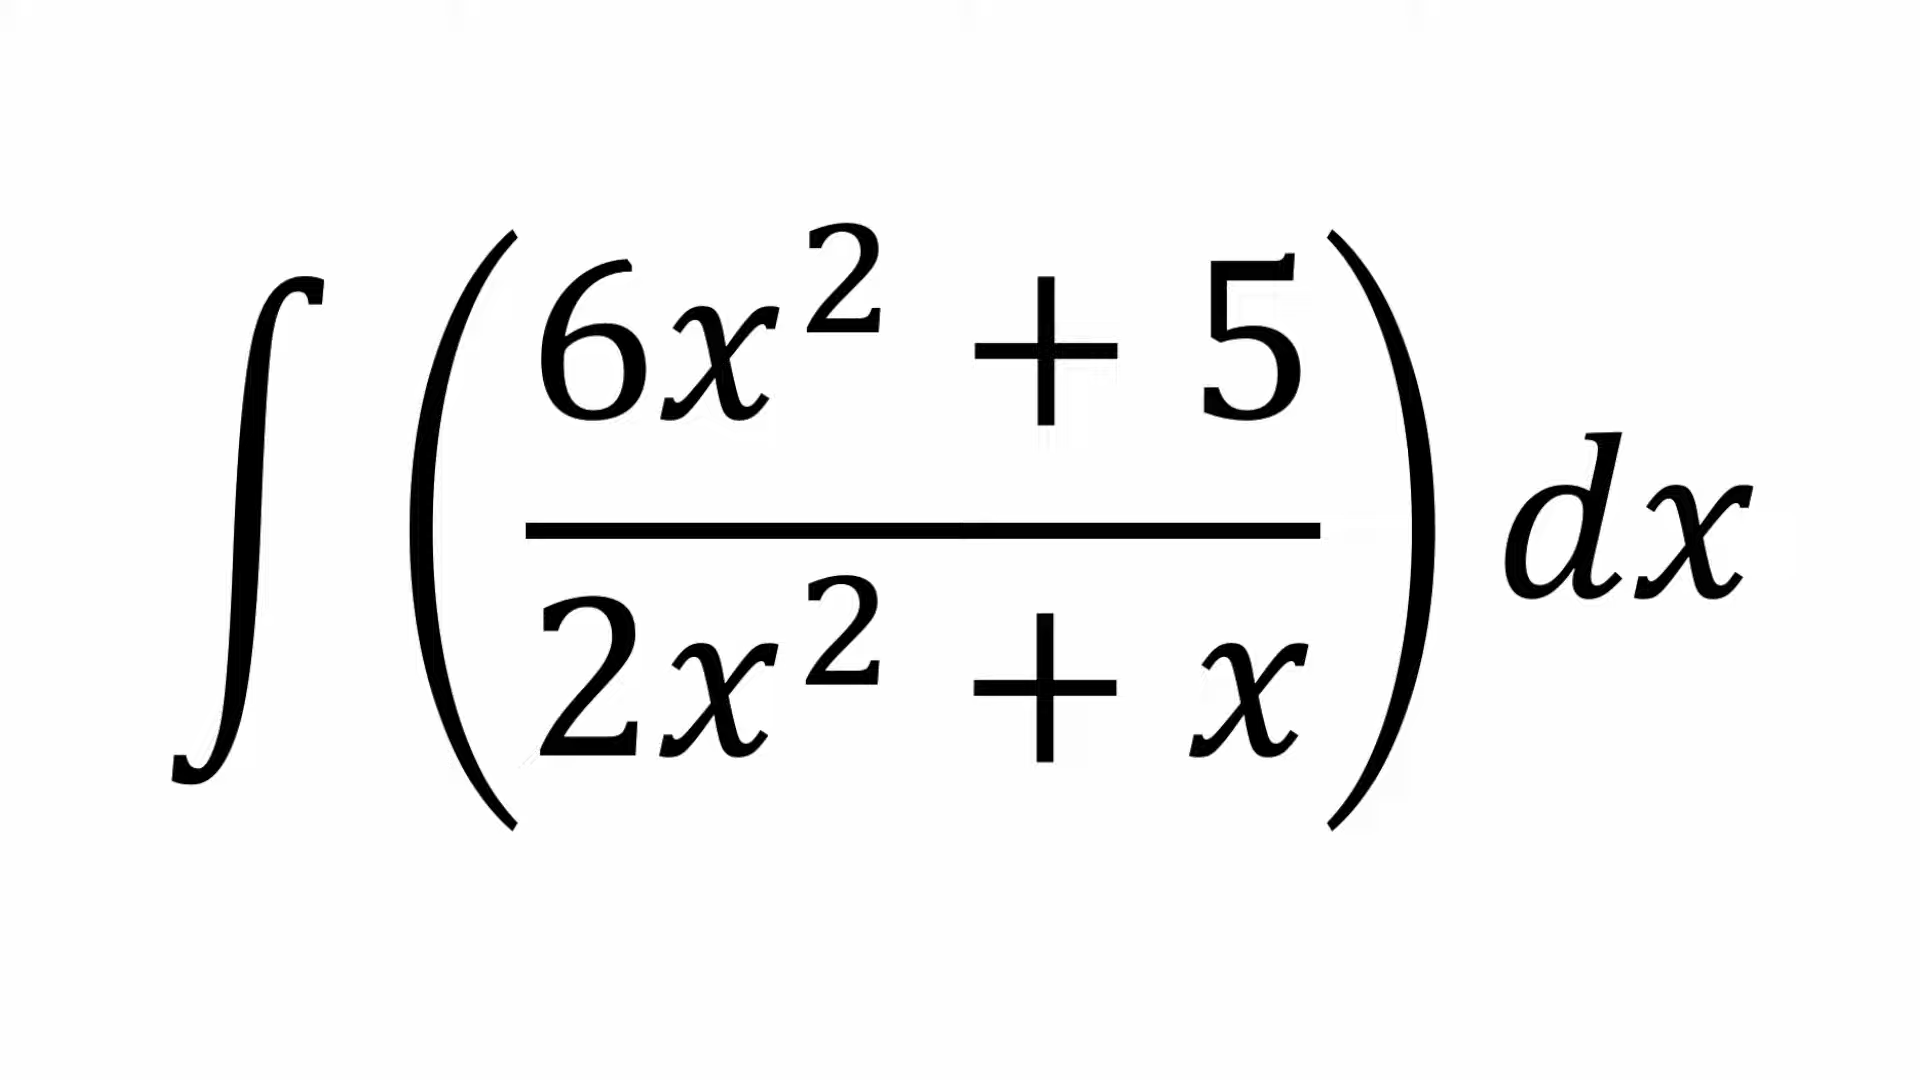 ∫ ( (6x² + 5) / (2x² + x) ) dx